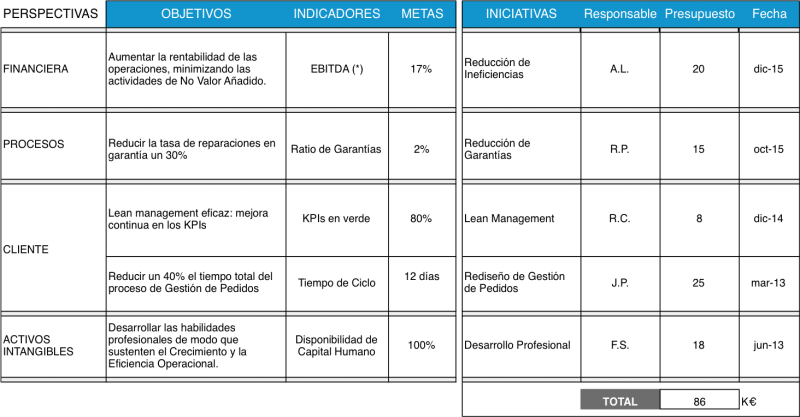 PERSPECTIVAS OBJETIVOS INDICADORES METAS INICIATIVAS Responsable Presupuesto Fecha
FINANCIERA
Aumentar la rentabilidad de las
operaciones, minimizando las
actividades de No Valor Añadido.
EBITDA (*)
17%
Reducción de
Ineficiencias
A.L.
20
dic-15
PROCESOS
Reducir la tasa de reparaciones en
garantía un 30%
Ratio de Garantías
2%
Reducción de
Garantías
R.P.
15
oct-15
CLIENTE
Lean management eficaz: mejora
continua en los KPIs
KPIs en verde
80%
Lean Management
R.C.
8
dic-14
Reducir un 40% el tiempo total del
proceso de Gestión de Pedidos
Tiempo de Ciclo
12 días
Rediseño de Gestión
de Pedidos
J.P.
25
mar-13
ACTIVOS
INTANGIBLES
Desarrollar las habilidades
profesionales de modo que
sustenten el Crecimiento y la
Eficiencia Operacional.
Disponibilidad de
Capital Humano
100%
Desarrollo Profesional
F.S.
18
jun-13
TOTAL 86 K€